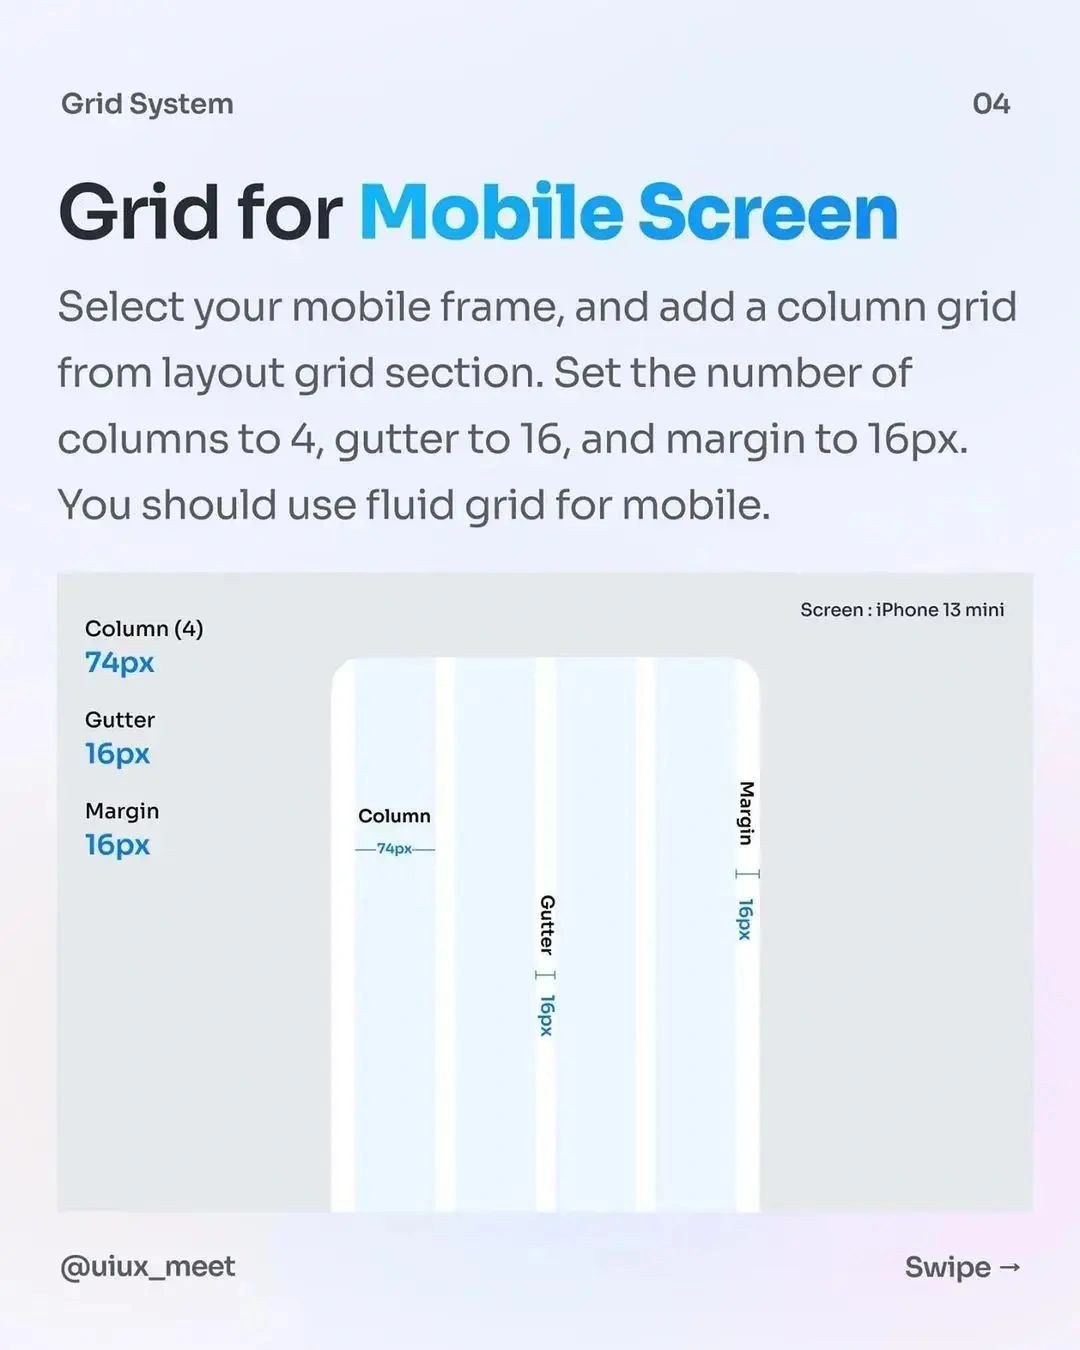 Grid System
04
Grid for Mobile Screen
Select your mobile frame, and add a column grid
from layout grid section. Set the number of
columns to 4, gutter to 16, and margin to 16px.
You should use fluid grid for mobile.
Screen : iPhone 13 mini
Column (4)
74px
Gutter
16px
Margin
16px
Column
74px
Gutter
16px
Margin
16px
@uiux_meet
Swipe →